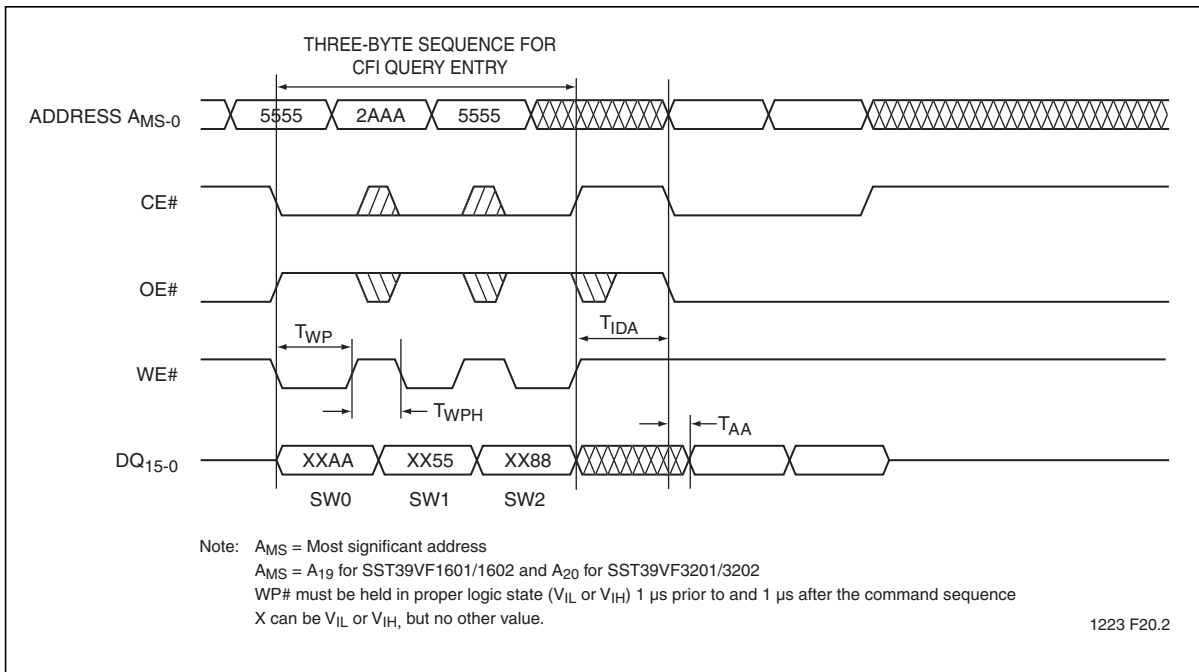 THREE-BYTE SEQUENCE FOR
CFI QUERY ENTRY
ADDRESS AMS-0
5555
2AAA
5555
CE#
OE#
TWP
TIDA
WE#
TWPH
TAA
DQ15-0
XXAA
XX55
XX88
SW0
SW1
SW2
Note: AMS = Most significant address
AMS = A19 for SST39VF1601/1602 and A20 for SST39VF3201/3202
WP# must be held in proper logic state (VIL or VIH) 1 µs prior to and 1 µs after the command sequence
X can be VIL or VIH, but no other value.
1223 F20.2